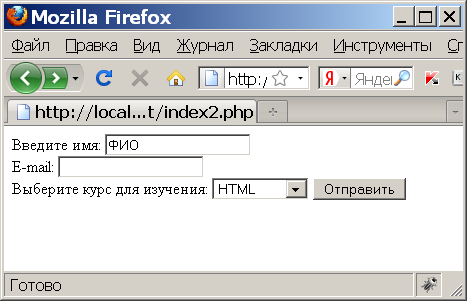 Mozilla Firefox
Файл Правка Вид Журнал Закладки Инструменты
http:/ Яндекс
http://local...t/index2.php
Введите имя: ФИО
E-mail:
Выберите курс для изучения: HTML Отправить
Готово